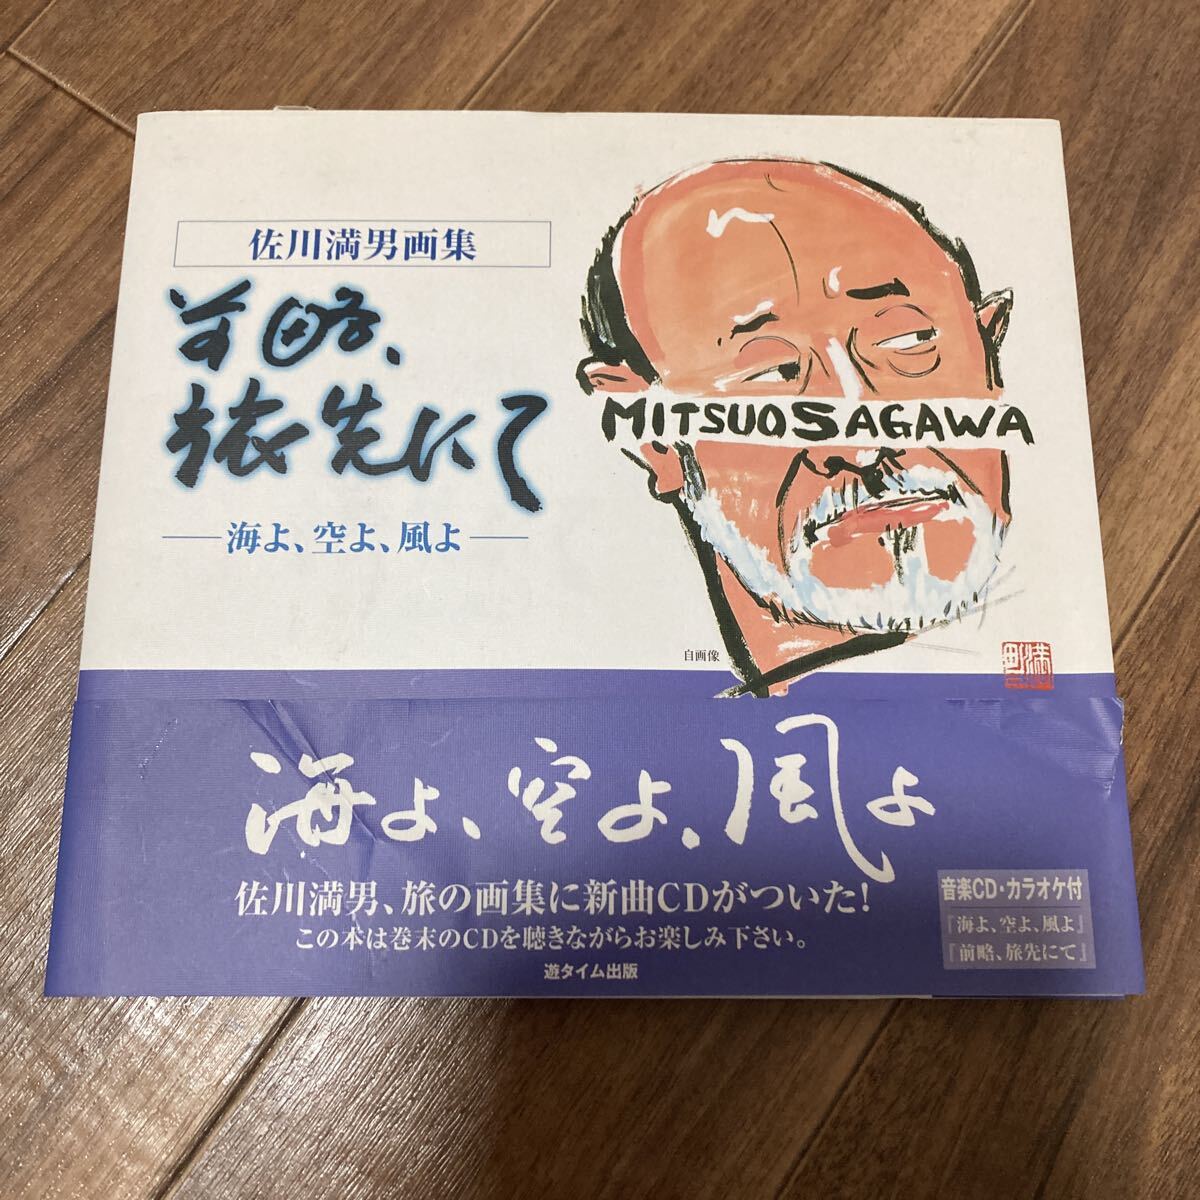 佐川満男画集
前略、
旅先にて
海よ、空よ、風よ
MITSUO SAGAWA
自画像
海よ、空よ、風よ
佐川満男、旅の画集に新曲CDがついた!
この本は巻末のCDを聴きながらお楽しみ下さい。
遊タイム出版
音楽CD・カラオケ付
『海よ、空よ、風よ』
『前略、旅先にて』